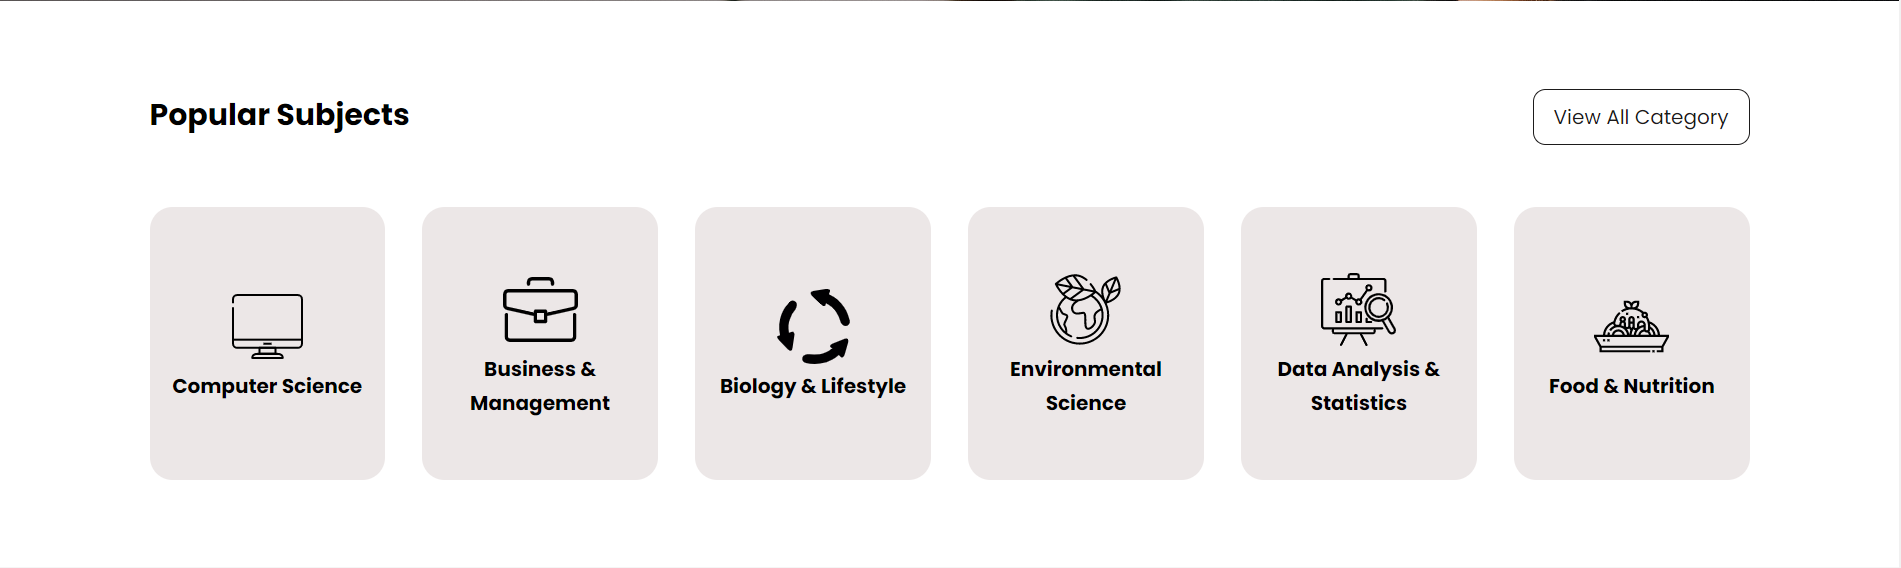 Popular Subjects
View All Category
Computer Science
Business &
Management
Biology & Lifestyle
Environmental
Science
Data Analysis &
Statistics
Food & Nutrition